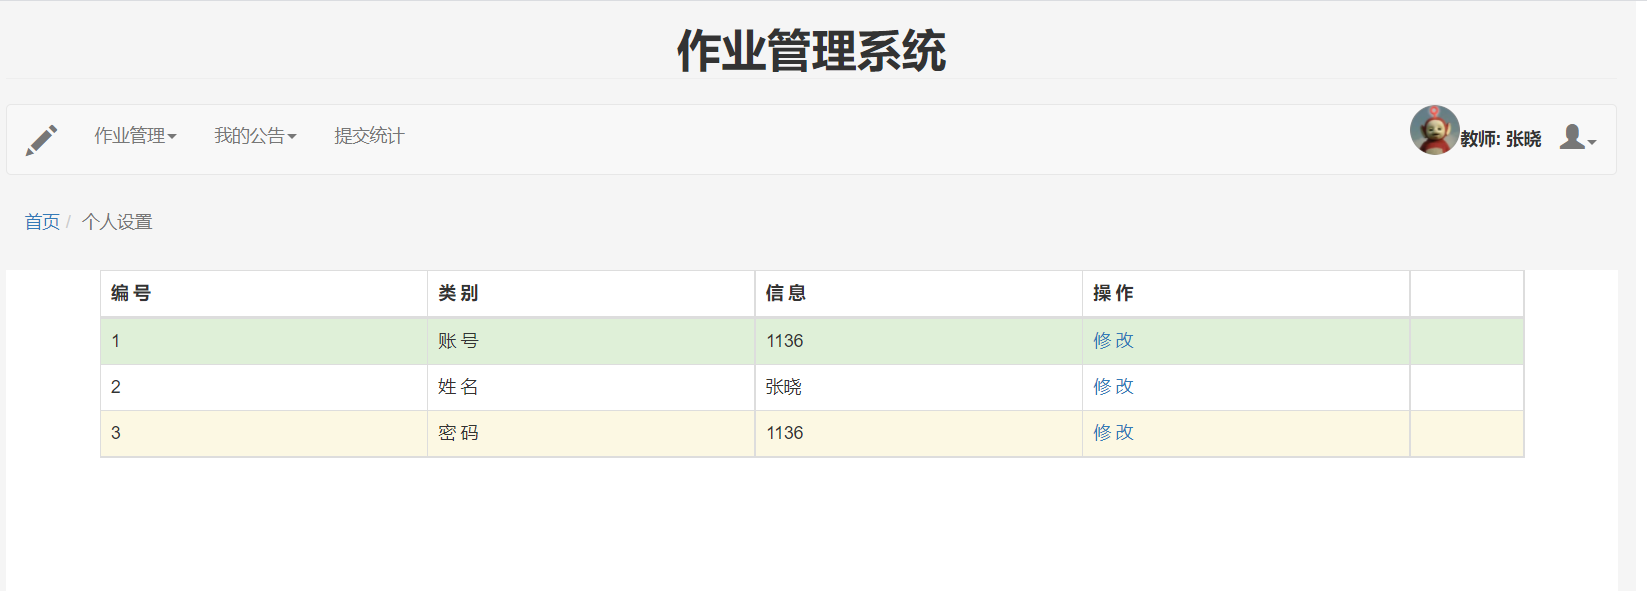 作业管理系统
作业管理 我的公告 提交统计 教师: 张晓
首页 / 个人设置
编 号 类 别 信 息 操 作
1 账 号 1136 修 改
2 姓 名 张晓 修 改
3 密 码 1136 修 改